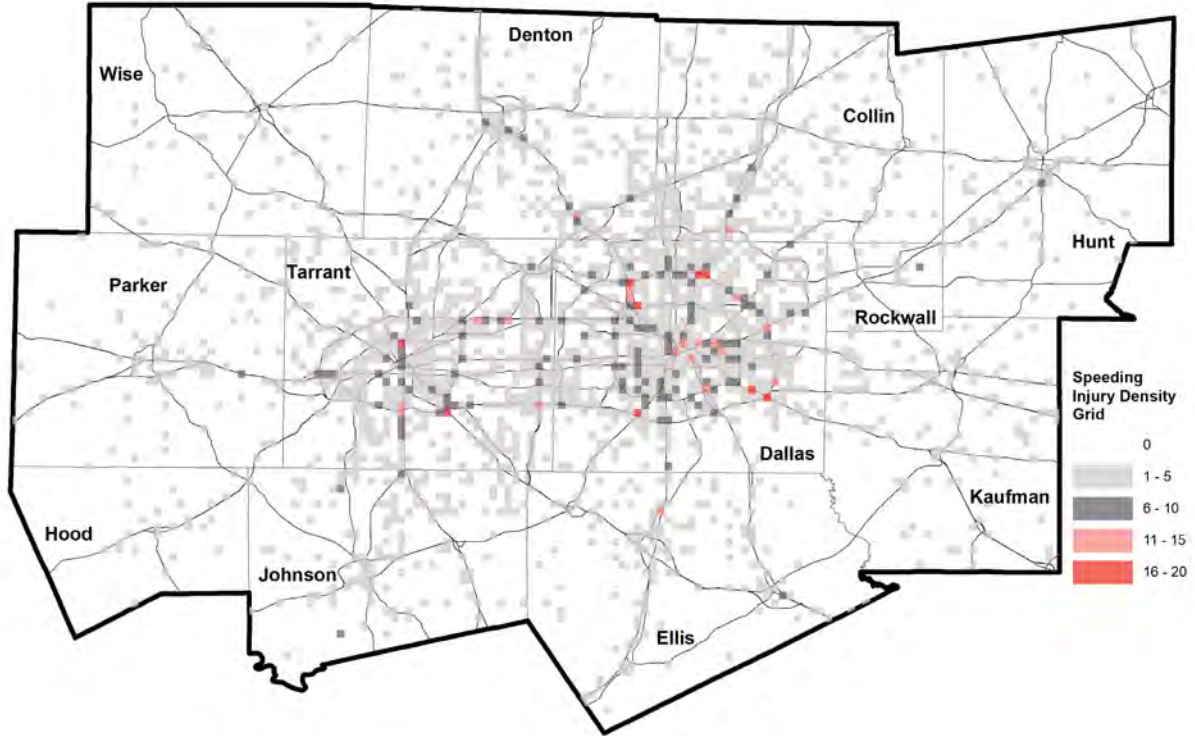 Denton
Wise
Collin
Hunt
Tarrant
Parker
Rockwall
Speeding
Injury Density
Grid
0
1 - 5
Dallas
Kaufman
6 - 10
Hood
11 - 15
Johnson
16 - 20
Ellis